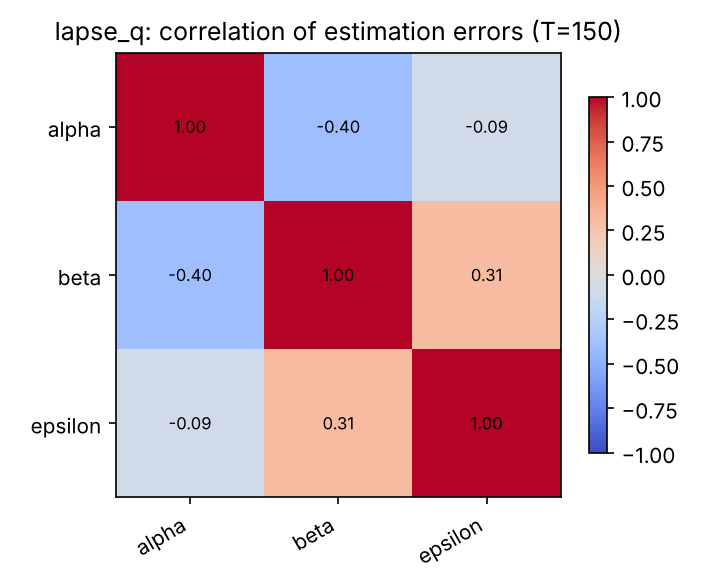 lapse_q: correlation of estimation errors (T=150)
alpha
1.00
-0.40
-0.09
beta
-0.40
1.00
0.31
epsilon
-0.09
0.31
1.00
alpha
beta
epsilon
1.00
0.75
0.50
0.25
0.00
−0.25
−0.50
−0.75
−1.00